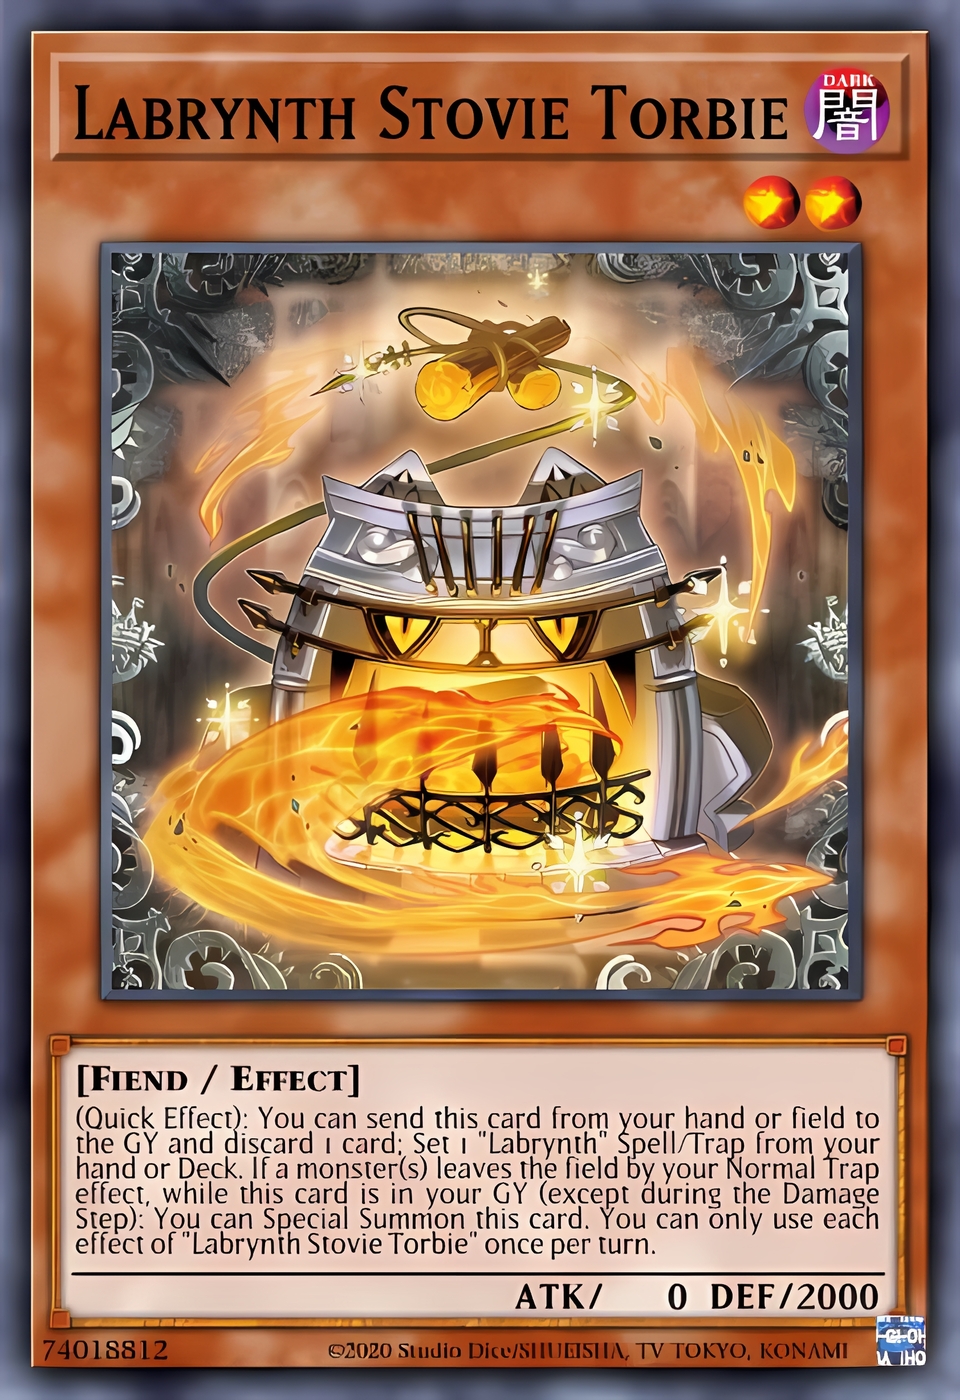 LABRYNTH STOVIE TORBIE
DARK
闇
[FIEND / EFFECT]
(Quick Effect): You can send this card from your hand or field to
the GY and discard 1 card; Set 1 "Labrynth" Spell/Trap from your
hand or Deck. If a monster(s) leaves the field by your Normal Trap
effect, while this card is in your GY (except during the Damage
Step): You can Special Summon this card. You can only use each
effect of "Labrynth Stovie Torbie" once per turn.
ATK/ 0 DEF/2000
74018812
©2020 Studio Dice/SHUEISHA, TV TOKYO, KONAMI